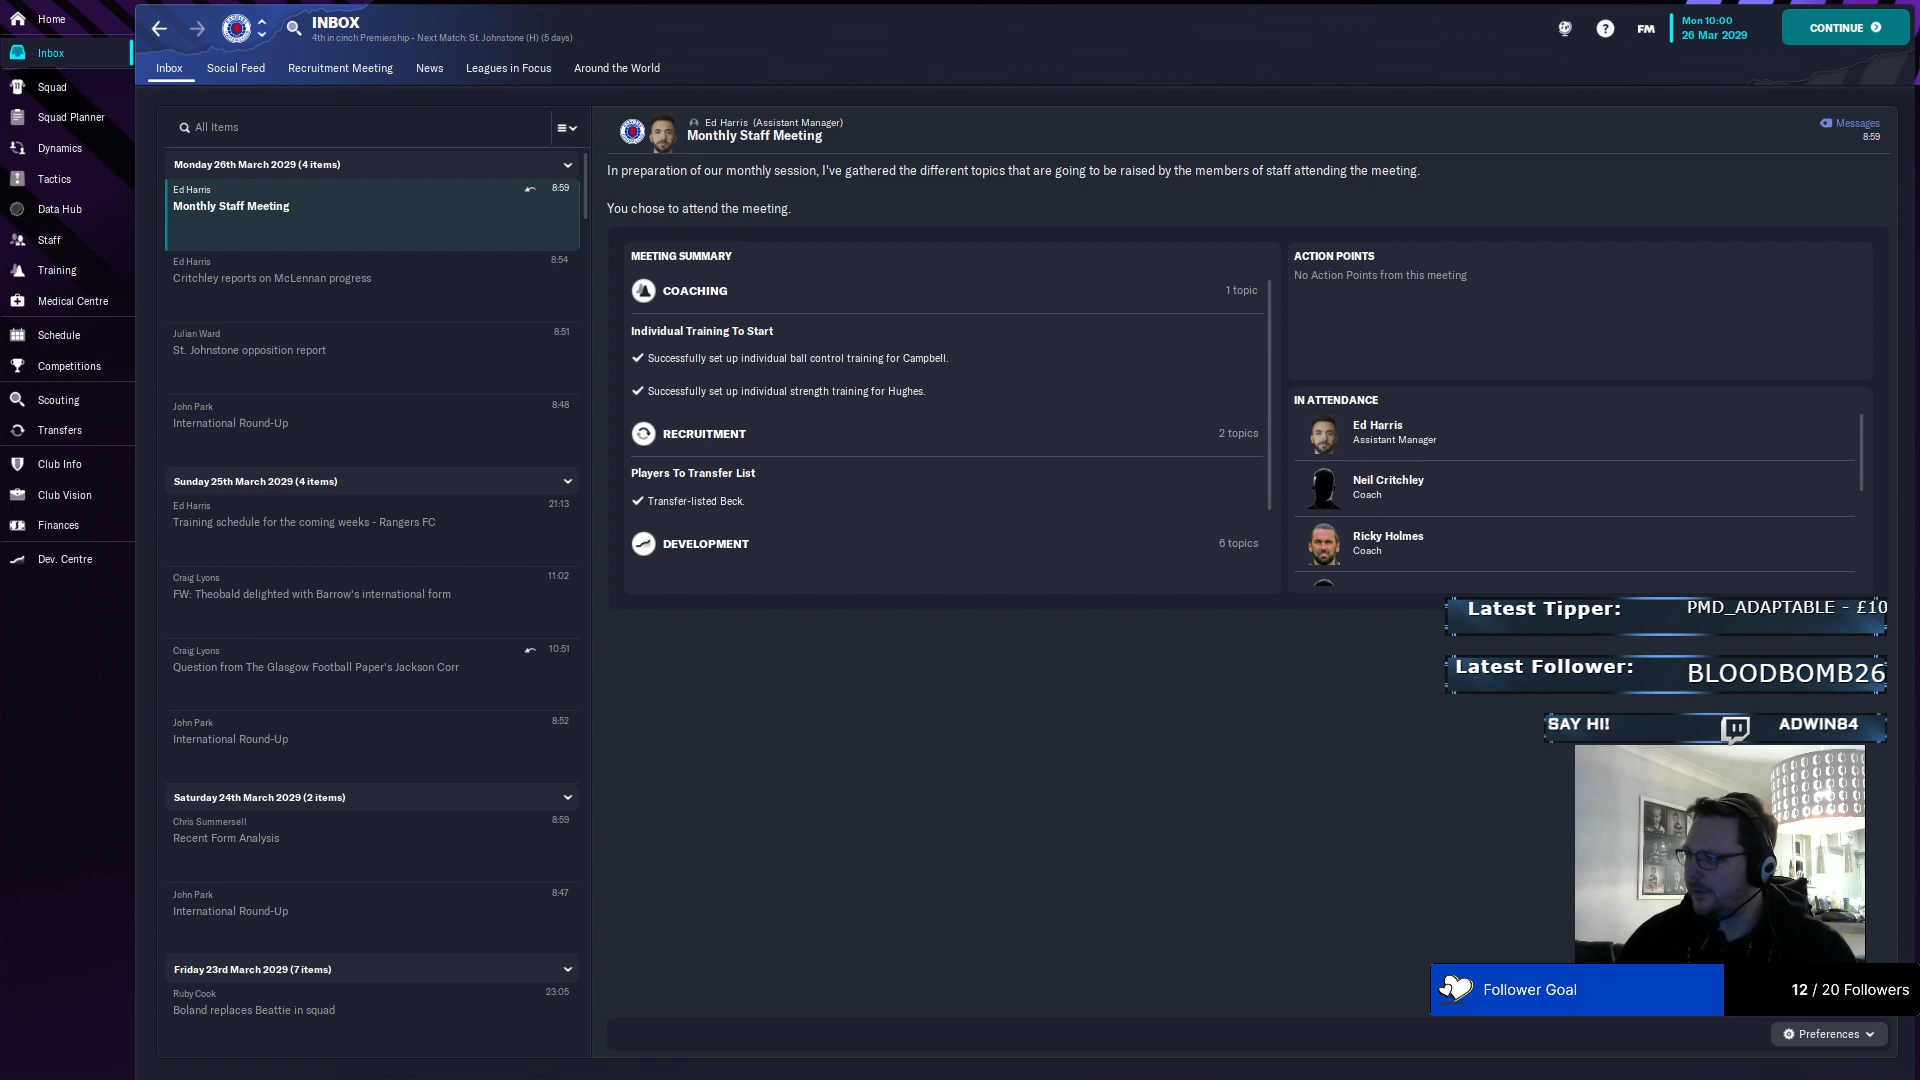 Home
Inbox
Squad
Squad Planner
Dynamics
Tactics
Data Hub
Staff
Training
Medical Centre
Schedule
Competitions
Scouting
Transfers
Club Info
Club Vision
Finances
Dev. Centre
INBOX
4th in cinch Premiership - Next Match: St. Johnstone (H) (5 days)
FM
Mon 10:00
26 Mar 2029
CONTINUE
Inbox Social Feed Recruitment Meeting News Leagues in Focus Around the World
All Items
Monday 26th March 2029 (4 items)
Ed Harris 8:59
Monthly Staff Meeting
Ed Harris 8:54
Critchley reports on McLennan progress
Julian Ward 8:51
St. Johnstone opposition report
John Park 8:48
International Round-Up
Sunday 25th March 2029 (4 items)
Ed Harris 21:13
Training schedule for the coming weeks - Rangers FC
Craig Lyons 11:02
FW: Theobald delighted with Barrow's international form
Craig Lyons 10:51
Question from The Glasgow Football Paper's Jackson Corr
John Park 8:52
International Round-Up
Saturday 24th March 2029 (2 items)
Chris Summersell 8:59
Recent Form Analysis
John Park 8:47
International Round-Up
Friday 23rd March 2029 (7 items)
Ruby Cook 23:05
Boland replaces Beattie in squad
Ed Harris (Assistant Manager)
Monthly Staff Meeting
Messages
8:59
In preparation of our monthly session, I've gathered the different topics that are going to be raised by the members of staff attending the meeting.
You chose to attend the meeting.
MEETING SUMMARY
COACHING 1 topic
Individual Training To Start
Successfully set up individual ball control training for Campbell.
Successfully set up individual strength training for Hughes.
RECRUITMENT 2 topics
Players To Transfer List
Transfer-listed Beck.
DEVELOPMENT 6 topics
ACTION POINTS
No Action Points from this meeting
IN ATTENDANCE
Ed Harris
Assistant Manager
Neil Critchley
Coach
Ricky Holmes
Coach
Latest Tipper: PMD_ADAPTABLE - £10
Latest Follower: BLOODBOMB26
SAY HI! ADWIN84
Follower Goal 12 / 20 Followers
Preferences